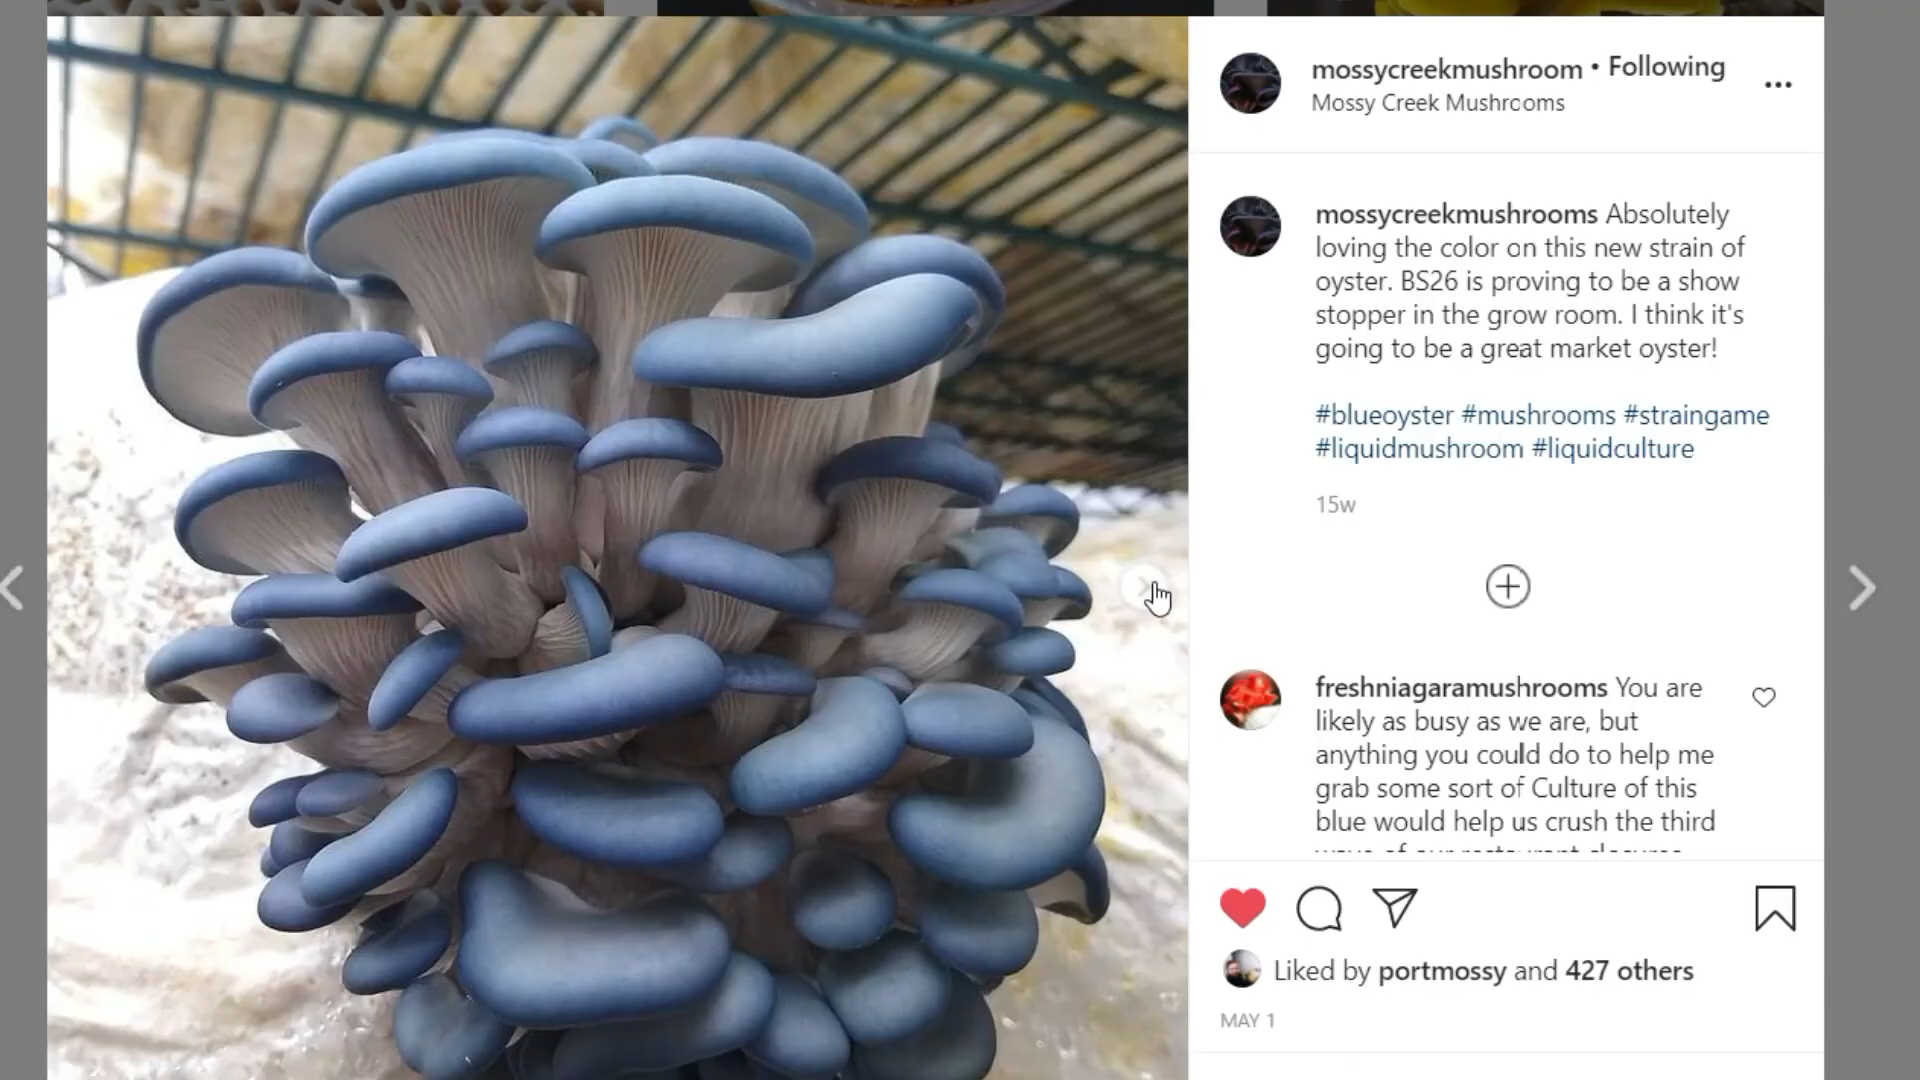 mossycreekmushroom • Following
Mossy Creek Mushrooms
mossycreekmushrooms Absolutely
loving the color on this new strain of
oyster. BS26 is proving to be a show
stopper in the grow room. I think it's
going to be a great market oyster!
#blueoyster #mushrooms #straingame
#liquidmushroom #liquidculture
15w
freshniagaramushrooms You are
likely as busy as we are, but
anything you could do to help me
grab some sort of Culture of this
blue would help us crush the third
Liked by portmossy and 427 others
MAY 1